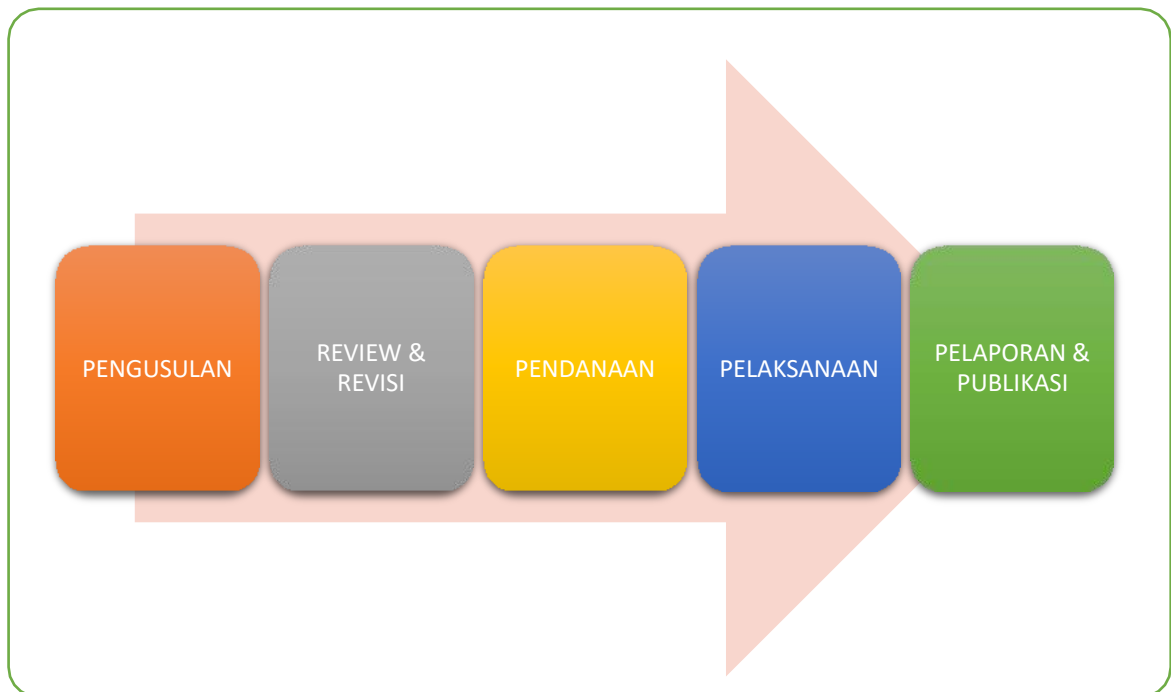 PENGUSULAN
REVIEW &
REVISI
PENDANAAN
PELAKSANAAN
PELAPORAN &
PUBLIKASI